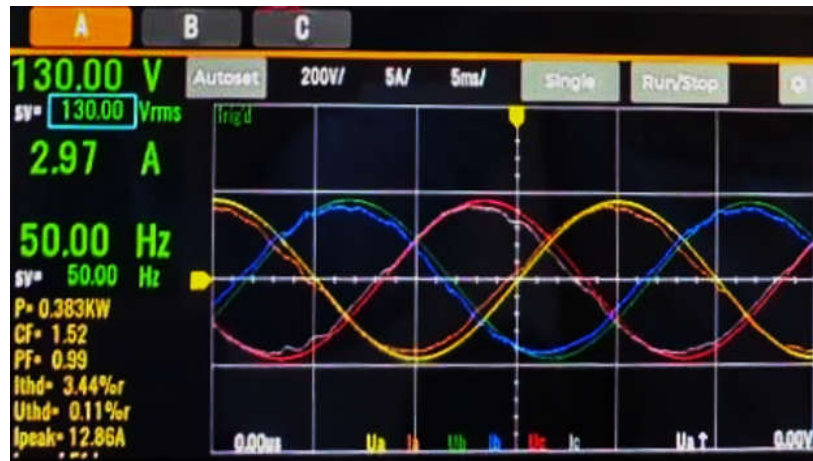 A B C
130.00 V
sv= 130.00 Vrms
2.97 A
50.00 Hz
sv= 50.00 Hz
P= 0.383KW
CF= 1.52
PF= 0.99
Ithd= 3.44%r
Uthd= 0.11%r
Ipeak= 12.86A
Autoset 200V/ 5A/ 5ms/ Single Run/Stop
Trig'd
0.00us Ua Ia Ub Ib Uc Ic Ua↑ 0.00V